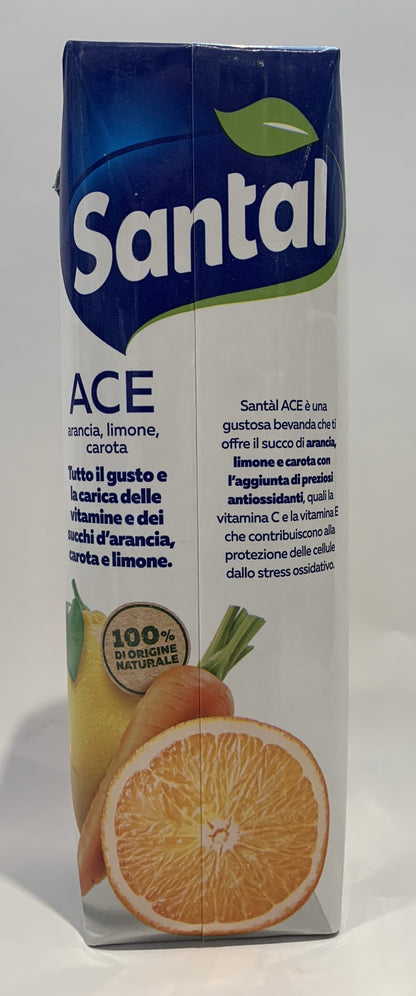 Santal
ACE
arancia, limone,
carota
Tutto il gusto e
la carica delle
vitamine e dei
succhi d'arancia,
carota e limone.
Santàl ACE è una
gustosa bevanda che ti
offre il succo di arancia,
limone e carota con
l'aggiunta di preziosi
antiossidanti, quali la
vitamina C e la vitamina E
che contribuiscono alla
protezione delle cellule
dallo stress ossidativo.
100%
DI ORIGINE
NATURALE